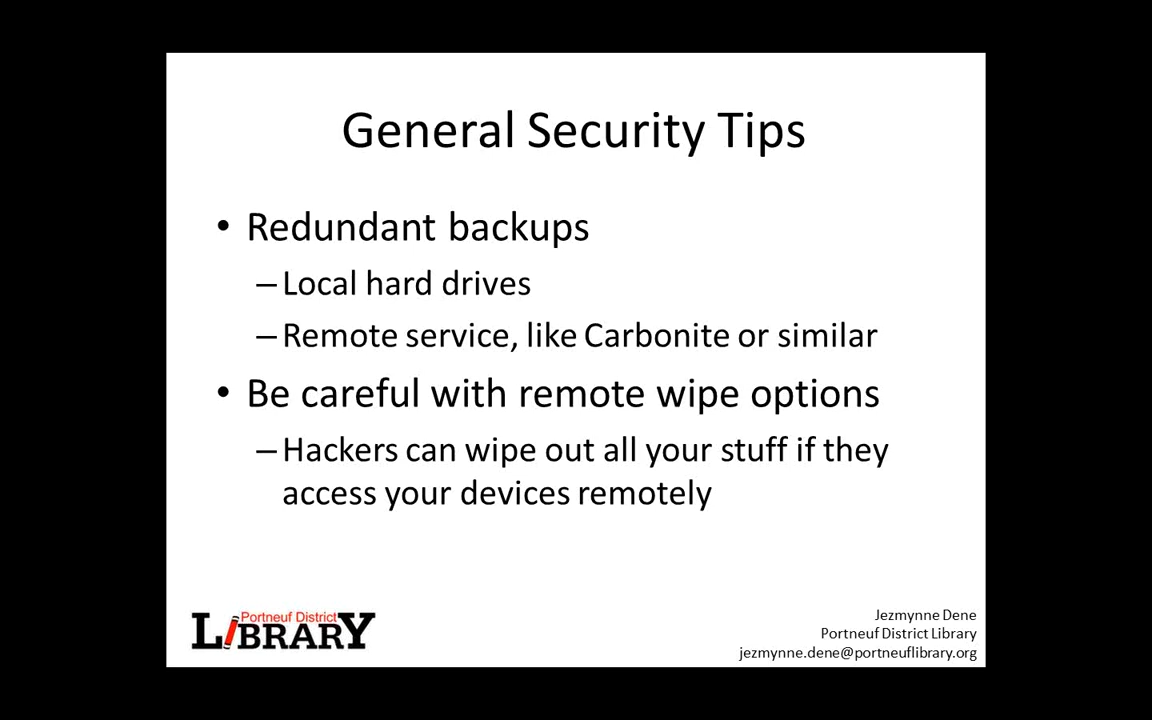 General Security Tips
• Redundant backups
– Local hard drives
– Remote service, like Carbonite or similar
• Be careful with remote wipe options
– Hackers can wipe out all your stuff if they
access your devices remotely
Portneuf District
LIBRARY
Jezmynne Dene
Portneuf District Library
jezmynne.dene@portneuflibrary.org